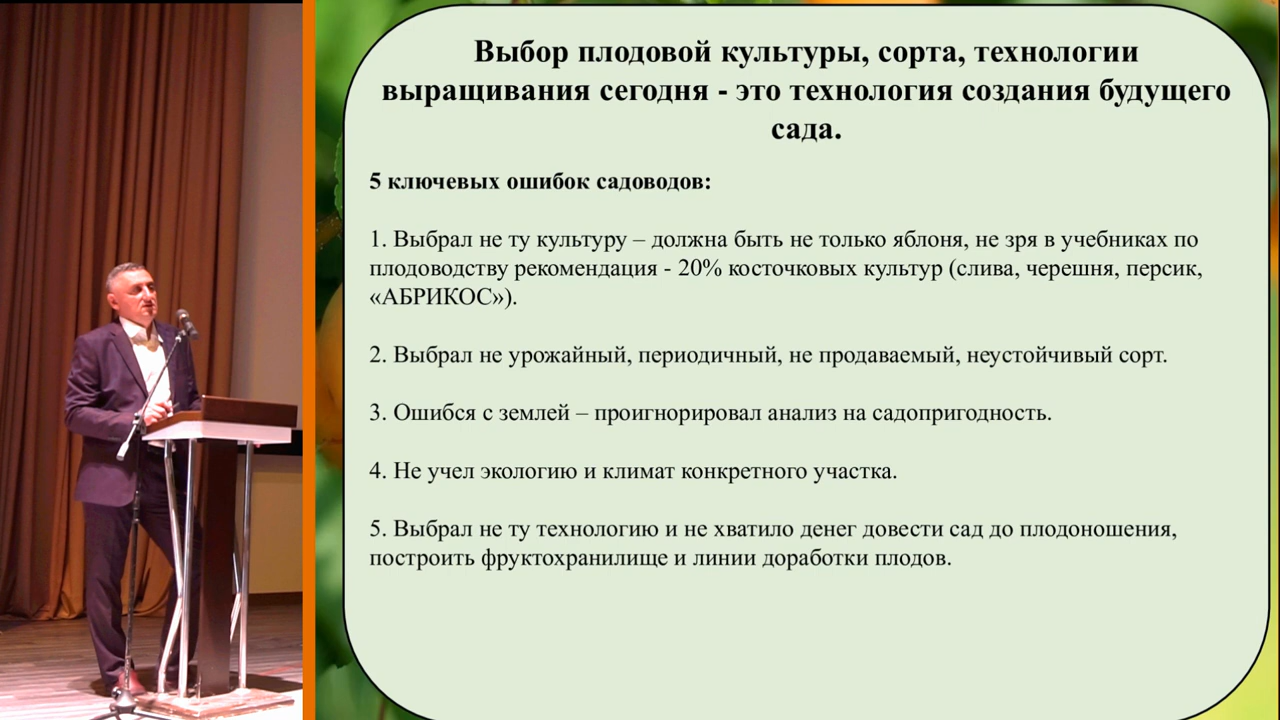 Выбор плодовой культуры, сорта, технологии
выращивания сегодня - это технология создания будущего
сада.
5 ключевых ошибок садоводов:
1. Выбрал не ту культуру – должна быть не только яблоня, не зря в учебниках по
плодоводству рекомендация - 20% косточковых культур (слива, черешня, персик,
«АБРИКОС»).
2. Выбрал не урожайный, периодичный, не продаваемый, неустойчивый сорт.
3. Ошибся с землей – проигнорировал анализ на садопригодность.
4. Не учел экологию и климат конкретного участка.
5. Выбрал не ту технологию и не хватило денег довести сад до плодоношения,
построить фруктохранилище и линии доработки плодов.